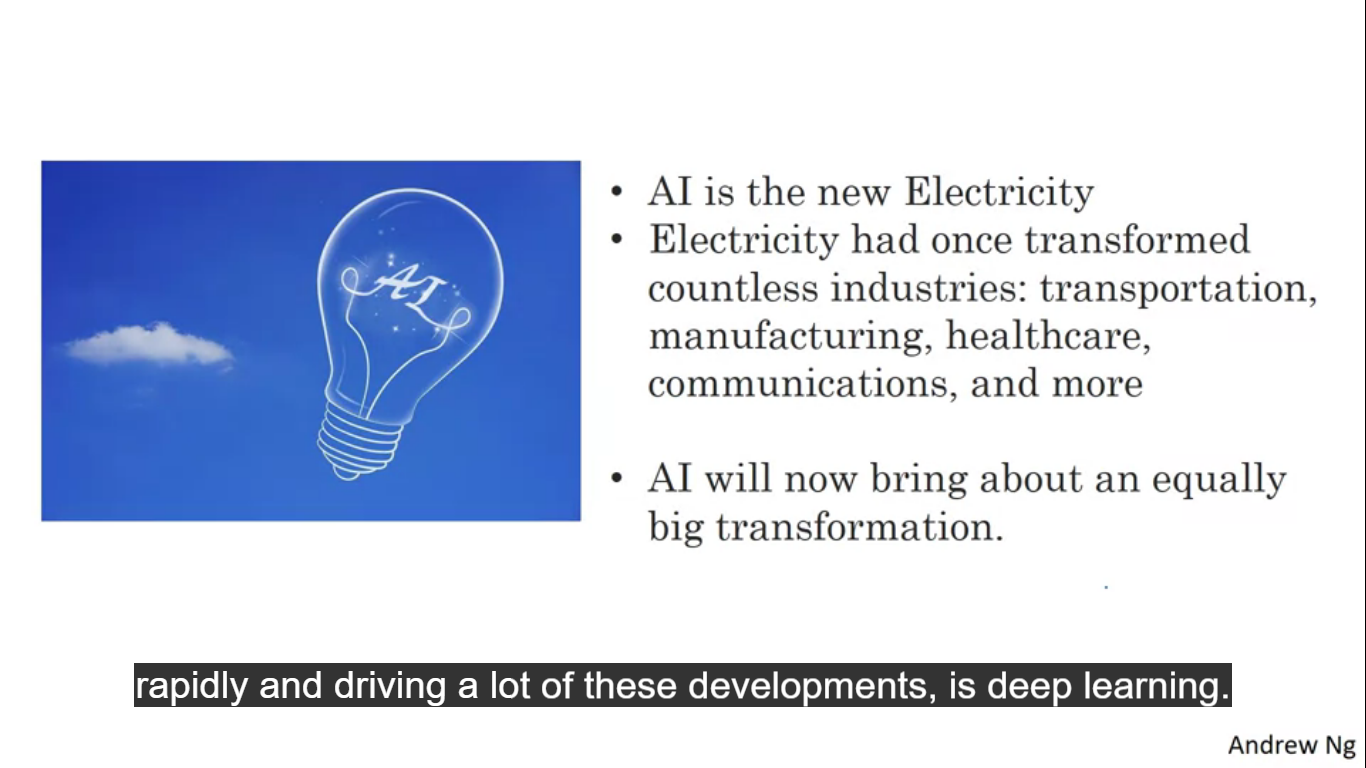 AI
• AI is the new Electricity
• Electricity had once transformed
countless industries: transportation,
manufacturing, healthcare,
communications, and more
• AI will now bring about an equally
big transformation.
rapidly and driving a lot of these developments, is deep learning.
Andrew Ng